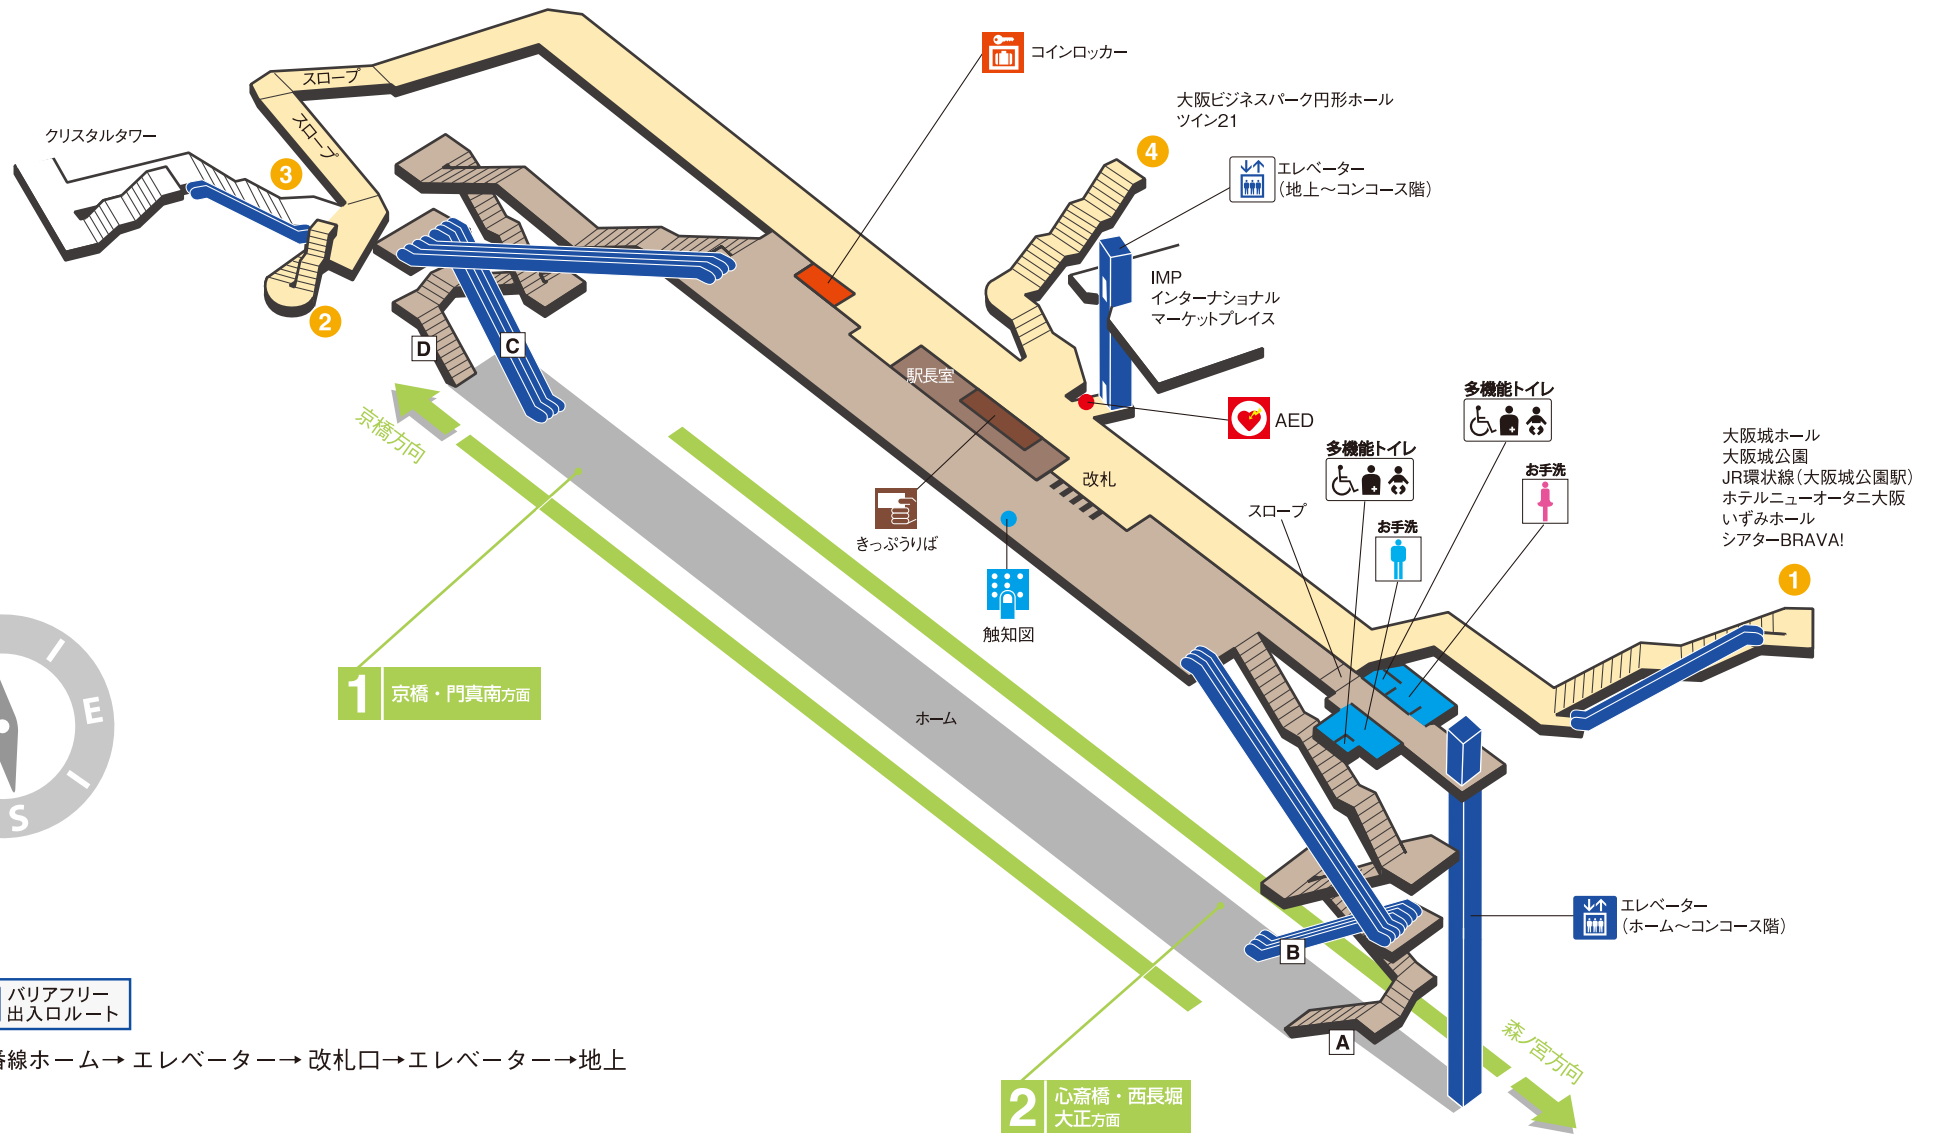 コインロッカー
大阪ビジネスパーク円形ホール
ツイン21
スロープ
スロープ
クリスタルタワー
3
4
エレベーター
(地上～コンコース階)
IMP
インターナショナル
マーケットプレイス
2
D
C
駅長室
AED
多機能トイレ
多機能トイレ
お手洗
お手洗
大阪城ホール
大阪城公園
JR環状線(大阪城公園駅)
ホテルニューオータニ大阪
いずみホール
シアターBRAVA!
1
京橋方向
改札
スロープ
きっぷうりば
触知図
1 京橋・門真南方面
ホーム
E
S
エレベーター
(ホーム～コンコース階)
B
A
森ノ宮方向
2 心斎橋・西長堀
大正方面
バリアフリー
出入口ルート
線ホーム→エレベーター→改札口→エレベーター→地上